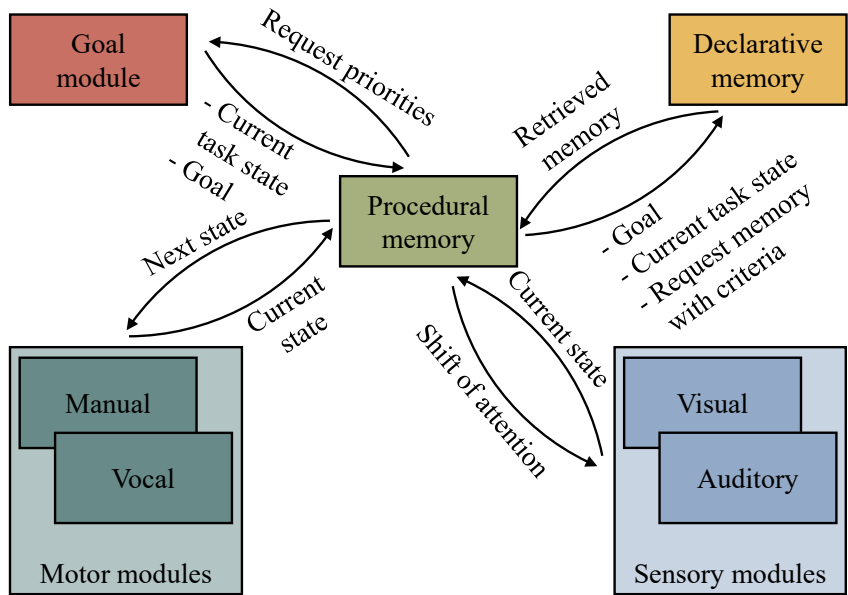 Goal
module
Request priorities
- Current
task state
- Goal
Declarative
memory
Retrieved
memory
- Goal
- Current task state
- Request memory
with criteria
Procedural
memory
Next state
Current
state
Current state
Shift of attention
Manual
Vocal
Motor modules
Visual
Auditory
Sensory modules